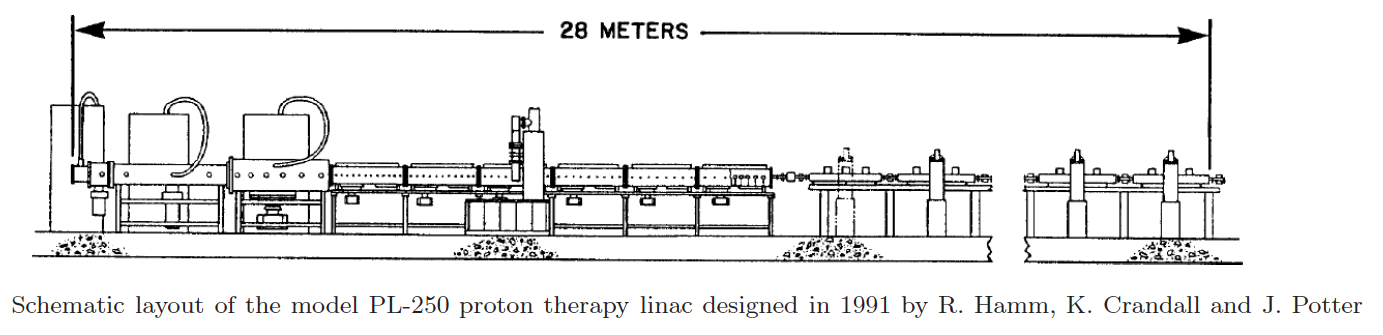 28 METERS
Schematic layout of the model PL-250 proton therapy linac designed in 1991 by R. Hamm, K. Crandall and J. Potter